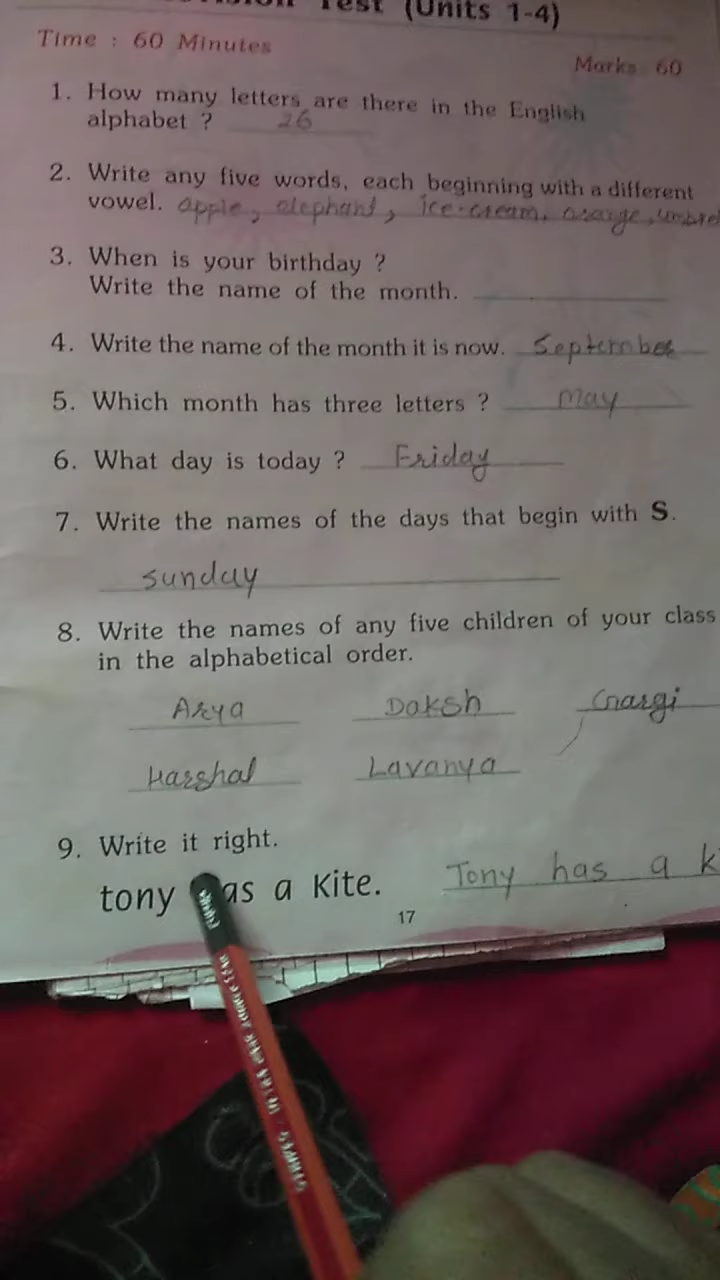 Test (Units 1-4)
Time : 60 Minutes
Marks 60
1. How many letters are there in the English
alphabet ? 26
2. Write any five words, each beginning with a different
vowel. apple, elephant, ice-cream, orange, umbrel
3. When is your birthday ?
Write the name of the month.
4. Write the name of the month it is now. September
5. Which month has three letters ? may
6. What day is today ? Friday
7. Write the names of the days that begin with S.
sunday
8. Write the names of any five children of your class
in the alphabetical order.
Arya Daksh Gnargi
Harshal Lavanya
9. Write it right.
tony as a Kite. Tony has a k
17